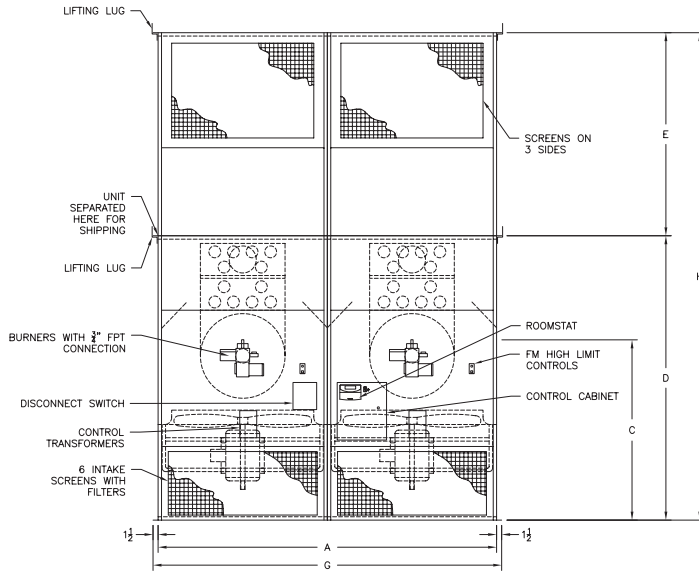 LIFTING LUG
SCREENS ON
3 SIDES
E
UNIT
SEPARATED
HERE FOR
SHIPPING
LIFTING LUG
H
BURNERS WITH ¾" FPT
CONNECTION
ROOMSTAT
FM HIGH LIMIT
CONTROLS
D
DISCONNECT SWITCH
CONTROL CABINET
C
CONTROL
TRANSFORMERS
6 INTAKE
SCREENS WITH
FILTERS
1½
A
1½
G